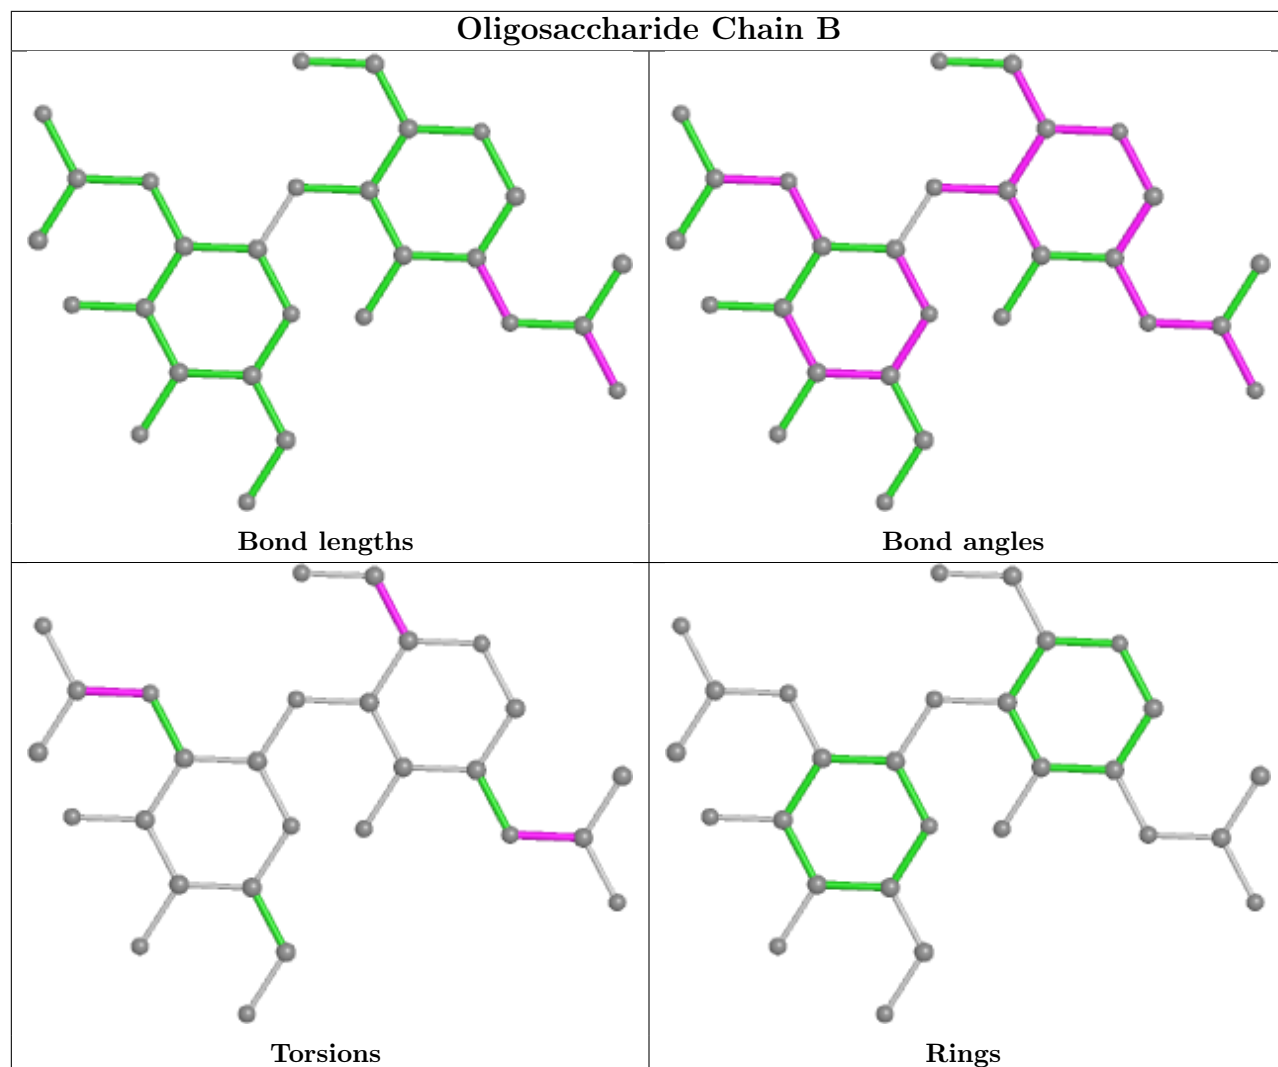 Oligosaccharide Chain B
Bond lengths
Bond angles
Torsions
Rings